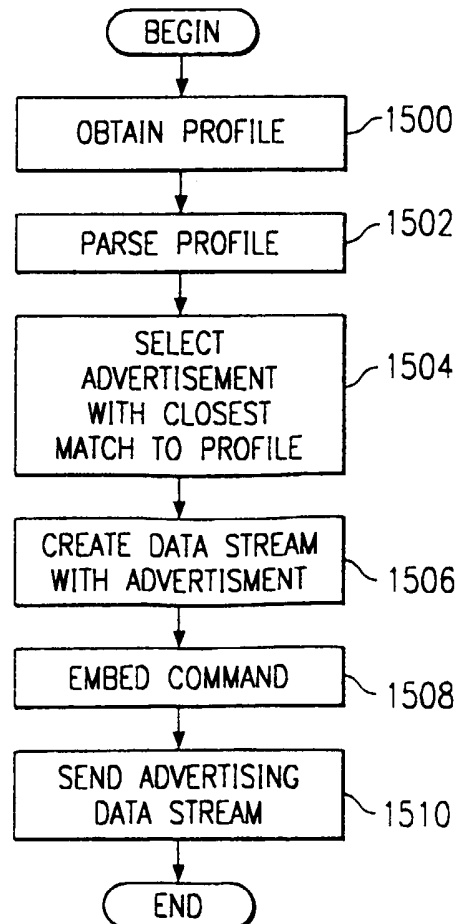 BEGIN
OBTAIN PROFILE
1500
PARSE PROFILE
1502
SELECT
ADVERTISEMENT
WITH CLOSEST
MATCH TO PROFILE
1504
CREATE DATA STREAM
WITH ADVERTISMENT
1506
EMBED COMMAND
1508
SEND ADVERTISING
DATA STREAM
1510
END